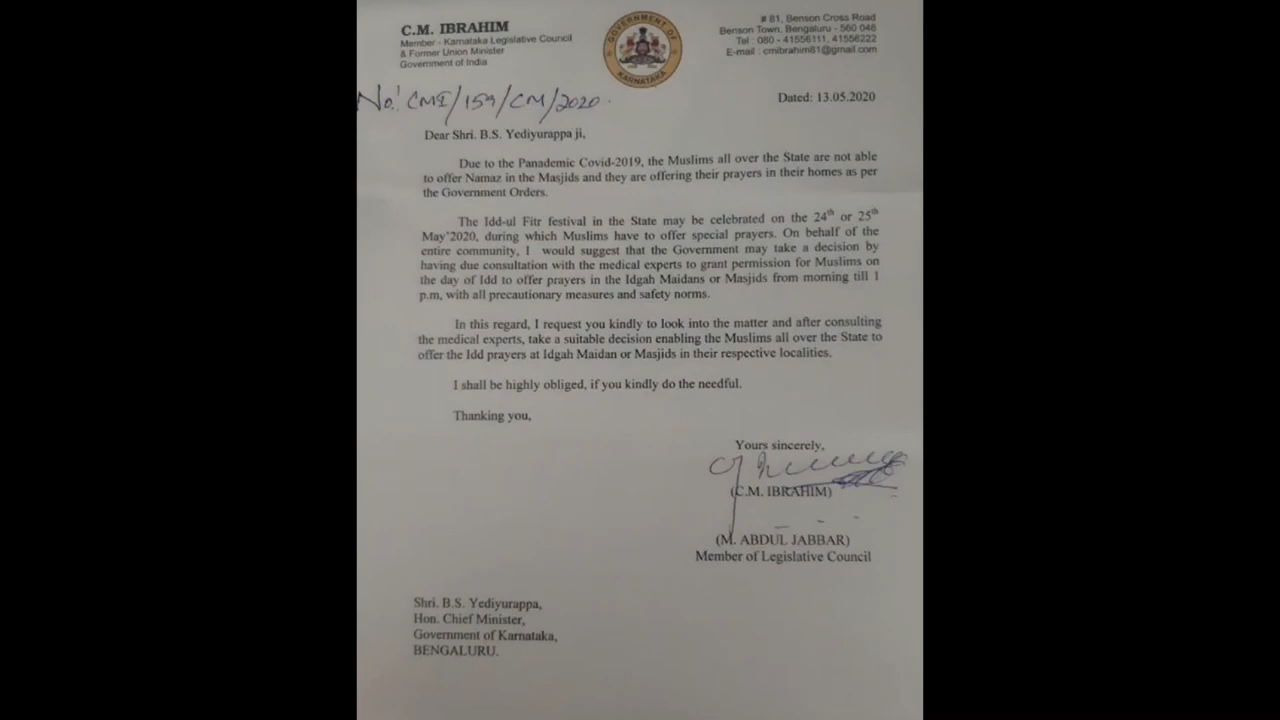 C.M. IBRAHIM
Member - Karnataka Legislative Council
& Former Union Minister
Government of India
GOVERNMENT OF
KARNATAKA
# 81, Benson Cross Road
Benson Town, Bengaluru - 560 046
Tel : 080 - 41556111, 41556222
E-mail : cmibrahim81@gmail.com
No: CMI/159/CM/2020.
Dated: 13.05.2020
Dear Shri. B.S. Yediyurappa ji,
Due to the Panademic Covid-2019, the Muslims all over the State are not able
to offer Namaz in the Masjids and they are offering their prayers in their homes as per
the Government Orders.
The Idd-ul Fitr festival in the State may be celebrated on the 24th or 25th
May'2020, during which Muslims have to offer special prayers. On behalf of the
entire community, I would suggest that the Government may take a decision by
having due consultation with the medical experts to grant permission for Muslims on
the day of Idd to offer prayers in the Idgah Maidans or Masjids from morning till 1
p.m, with all precautionary measures and safety norms.
In this regard, I request you kindly to look into the matter and after consulting
the medical experts, take a suitable decision enabling the Muslims all over the State to
offer the Idd prayers at Idgah Maidan or Masjids in their respective localities.
I shall be highly obliged, if you kindly do the needful.
Thanking you,
Yours sincerely,
(C.M. IBRAHIM)
(M. ABDUL JABBAR)
Member of Legislative Council
Shri. B.S. Yediyurappa,
Hon. Chief Minister,
Government of Karnataka,
BENGALURU.